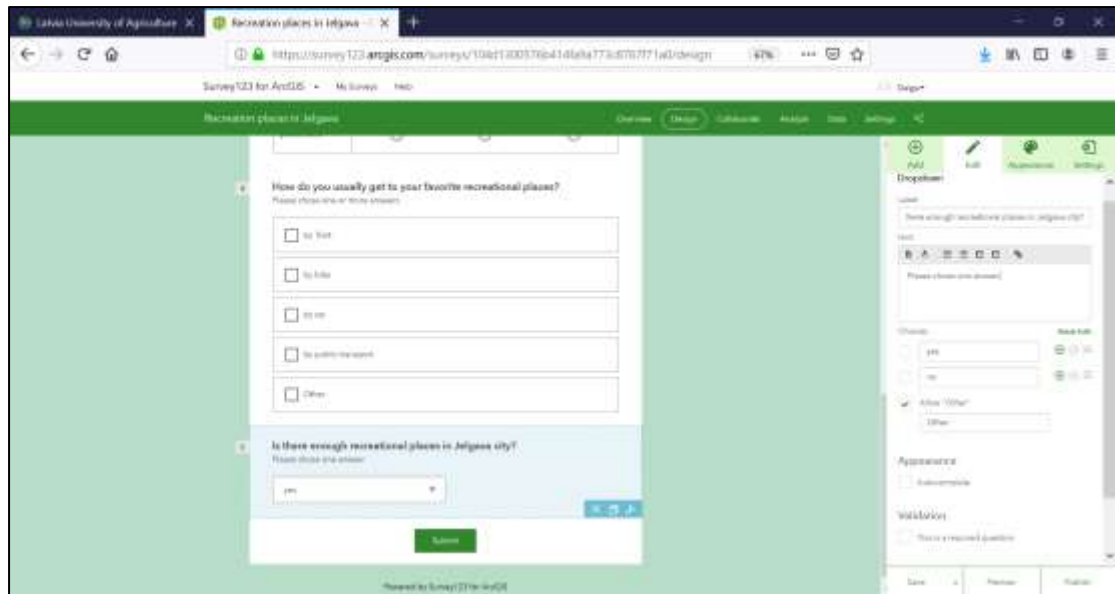 Latvia University of Agriculture
Recreation places in Jelgava
67%
Survey123 for ArcGIS
My Surveys
Help
Recreation places in Jelgava
Overview
Design
Collaborate
Analyze
Data
Settings
How do you usually get to your favorite recreational places?
Please chose one or more answers
by foot
by bike
by car
by public transport
Other
Is there enough recreational places in Jelgava city?
Please chose one answer
yes
Submit
Powered by Survey123 for ArcGIS
Add
Edit
Appearance
Settings
Dropdown
Label
there enough recreational places in Jelgava city?
Hint
Please chose one answer
Choices
Batch Edit
yes
no
Allow "Other"
Other
Appearance
Autocomplete
Validation
This is a required question
Save
Preview
Publish